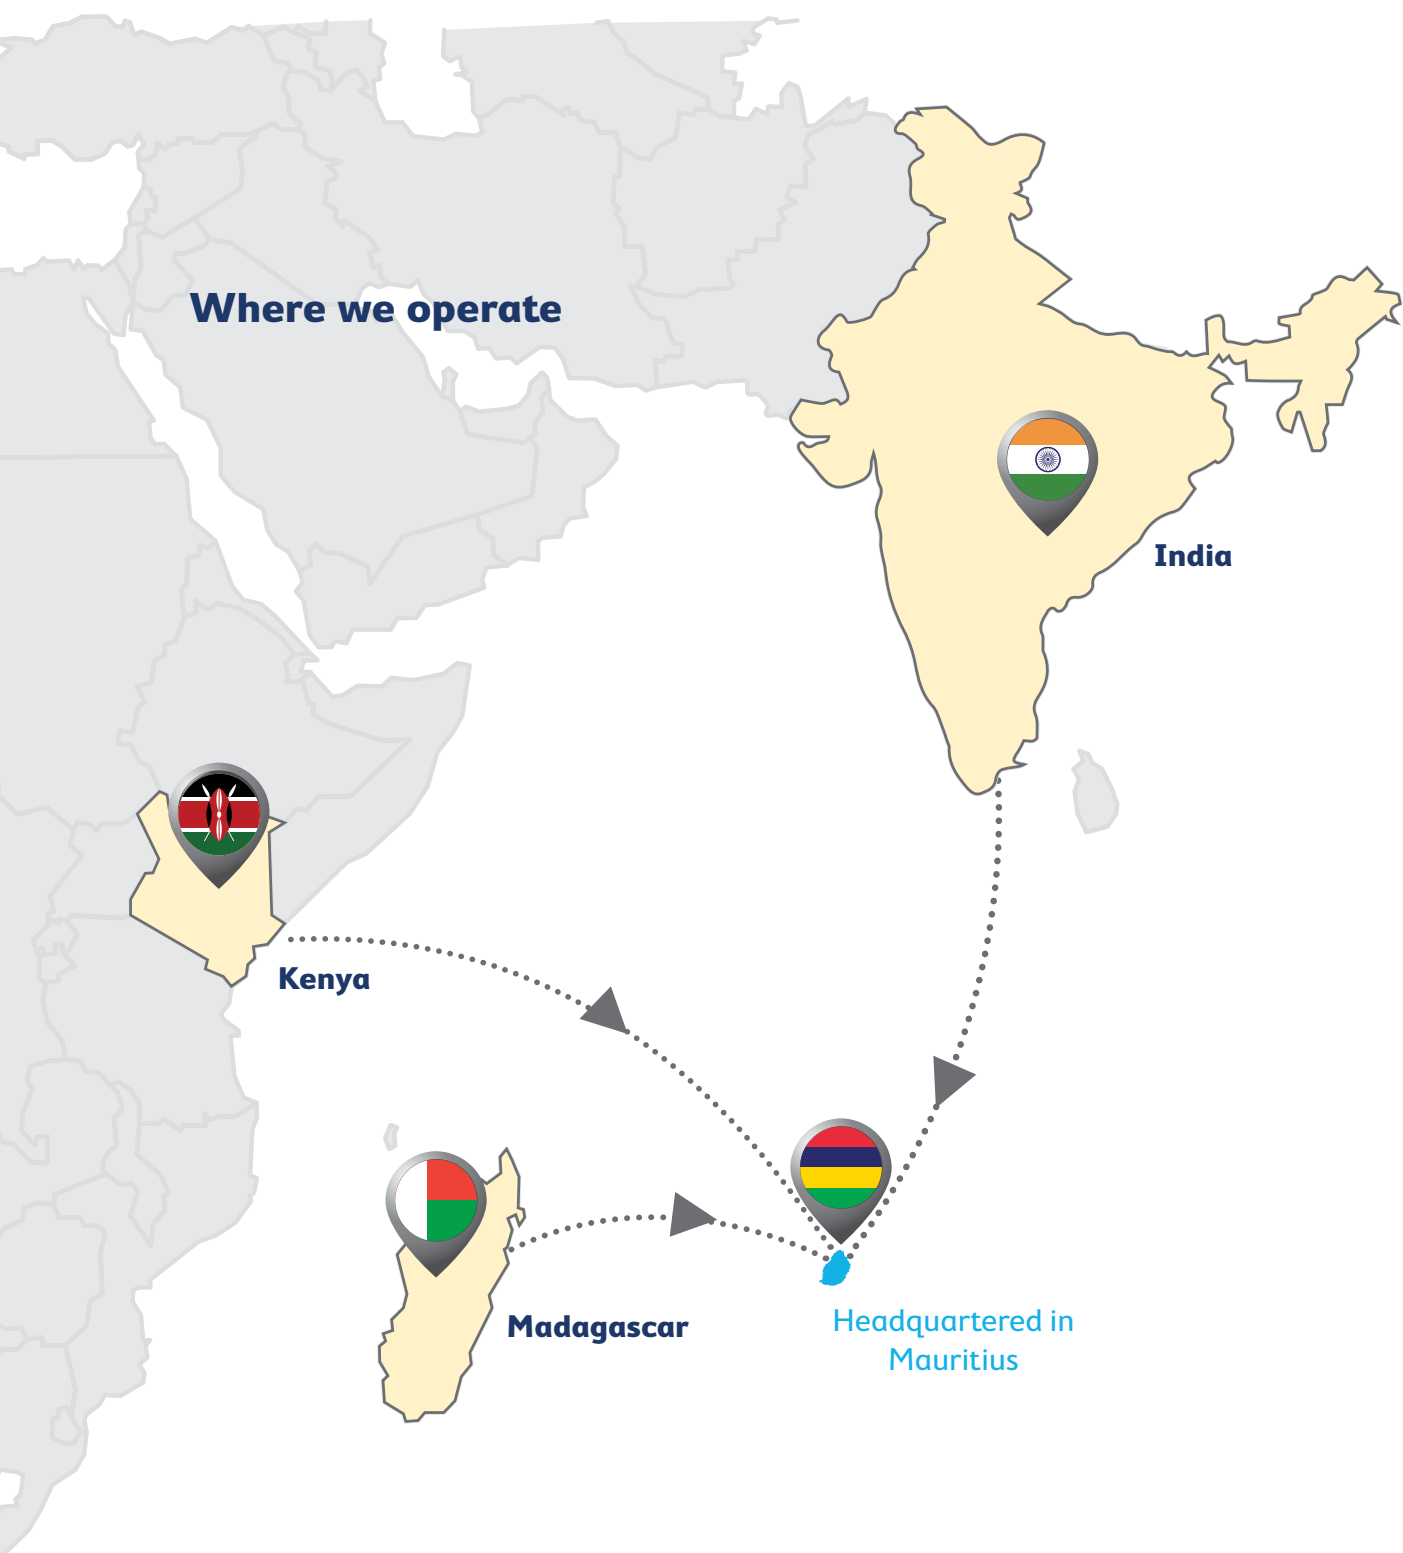 Where we operate
India
Kenya
Madagascar
Headquartered in
Mauritius